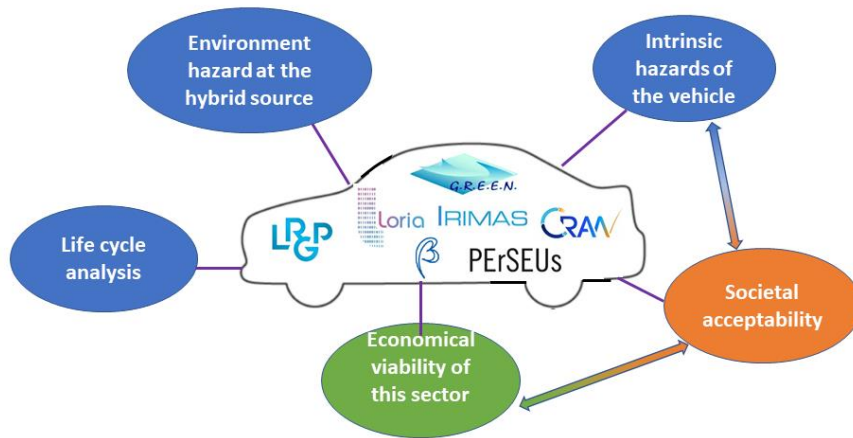 Environment
hazard at the
hybrid source
Intrinsic
hazards of
the vehicle
G.R.E.E.N.
Loria
IRIMAS
CRAN
LRGP
β
PErSEUs
Life cycle
analysis
Societal
acceptability
Economical
viability of
this sector